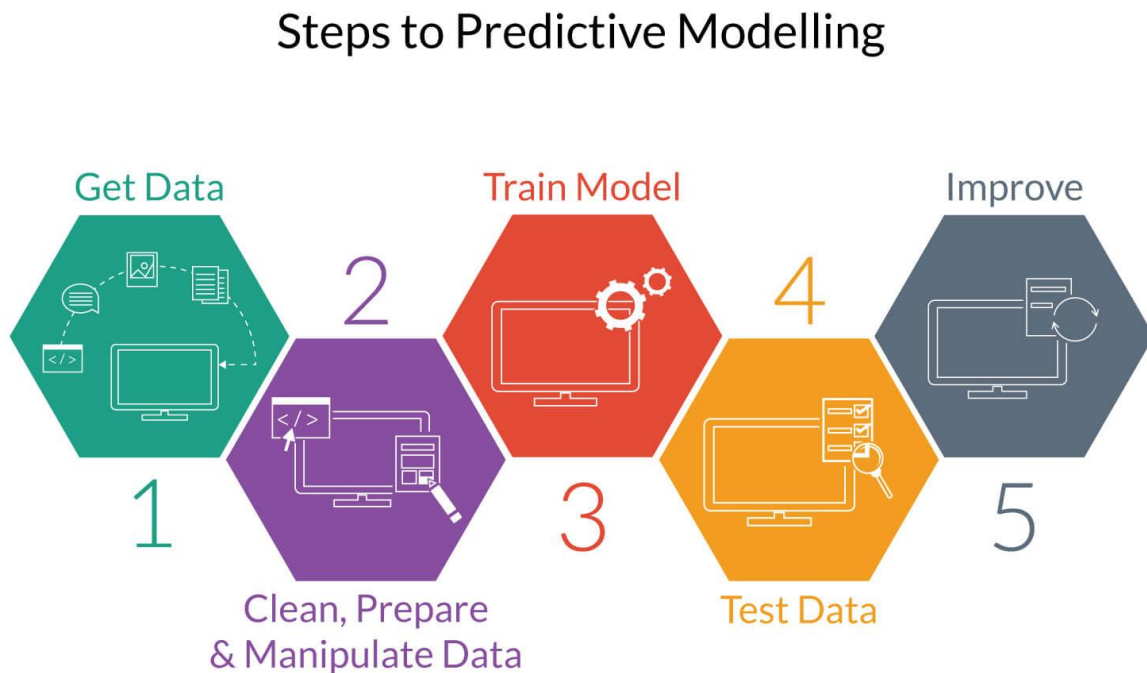 Steps to Predictive Modelling
Get Data
1
2
Clean, Prepare
& Manipulate Data
Train Model
3
4
Test Data
Improve
5
</>
</>